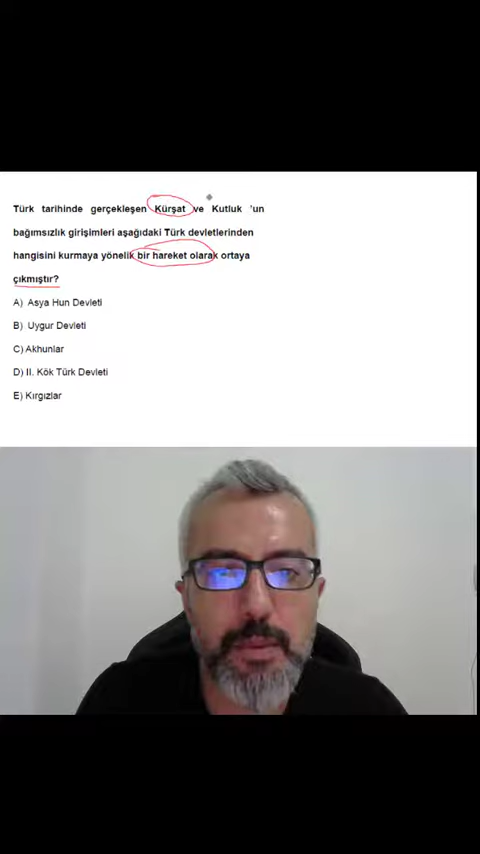 Türk tarihinde gerçekleşen Kürşat ve Kutluk 'un
bağımsızlık girişimleri aşağıdaki Türk devletlerinden
hangisini kurmaya yönelik bir hareket olarak ortaya
çıkmıştır?
A) Asya Hun Devleti
B) Uygur Devleti
C) Akhunlar
D) II. Kök Türk Devleti
E) Kırgızlar